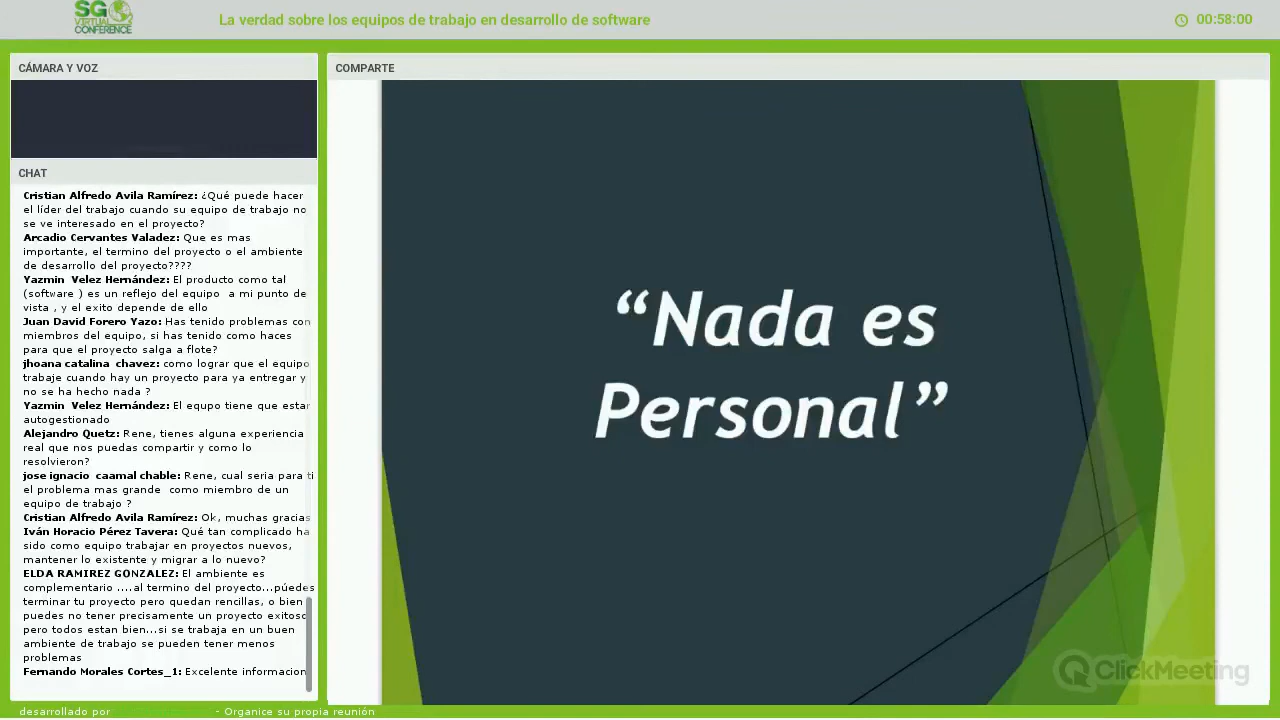 SG
VIRTUAL
CONFERENCE
La verdad sobre los equipos de trabajo en desarrollo de software
00:58:00
CÁMARA Y VOZ
CHAT
Cristian Alfredo Avila Ramírez: ¿Qué puede hacer
el líder del trabajo cuando su equipo de trabajo no
se ve interesado en el proyecto?
Arcadio Cervantes Valadez: Que es mas
importante, el termino del proyecto o el ambiente
de desarrollo del proyecto????
Yazmin Velez Hernández: El producto como tal
(software ) es un reflejo del equipo a mi punto de
vista , y el exito depende de ello
Juan David Forero Yazo: Has tenido problemas con
miembros del equipo, si has tenido como haces
para que el proyecto salga a flote?
jhoana catalina chavez: como lograr que el equipo
trabaje cuando hay un proyecto para ya entregar y
no se ha hecho nada ?
Yazmin Velez Hernández: El equpo tiene que estar
autogestionado
Alejandro Quetz: Rene, tienes alguna experiencia
real que nos puedas compartir y como lo
resolvieron?
jose ignacio caamal chable: Rene, cual seria para ti
el problema mas grande como miembro de un
equipo de trabajo ?
Cristian Alfredo Avila Ramírez: Ok, muchas gracias
Iván Horacio Pérez Tavera: Qué tan complicado ha
sido como equipo trabajar en proyectos nuevos,
mantener lo existente y migrar a lo nuevo?
ELDA RAMIREZ GONZALEZ: El ambiente es
complementario ....al termino del proyecto...púedes
terminar tu proyecto pero quedan rencillas, o bien
puedes no tener precisamente un proyecto exitoso
pero todos estan bien...si se trabaja en un buen
ambiente de trabajo se pueden tener menos
problemas
Fernando Morales Cortes_1: Excelente informacion
COMPARTE
“Nada es
Personal”
ClickMeeting
desarrollado por
- Organice su propia reunión